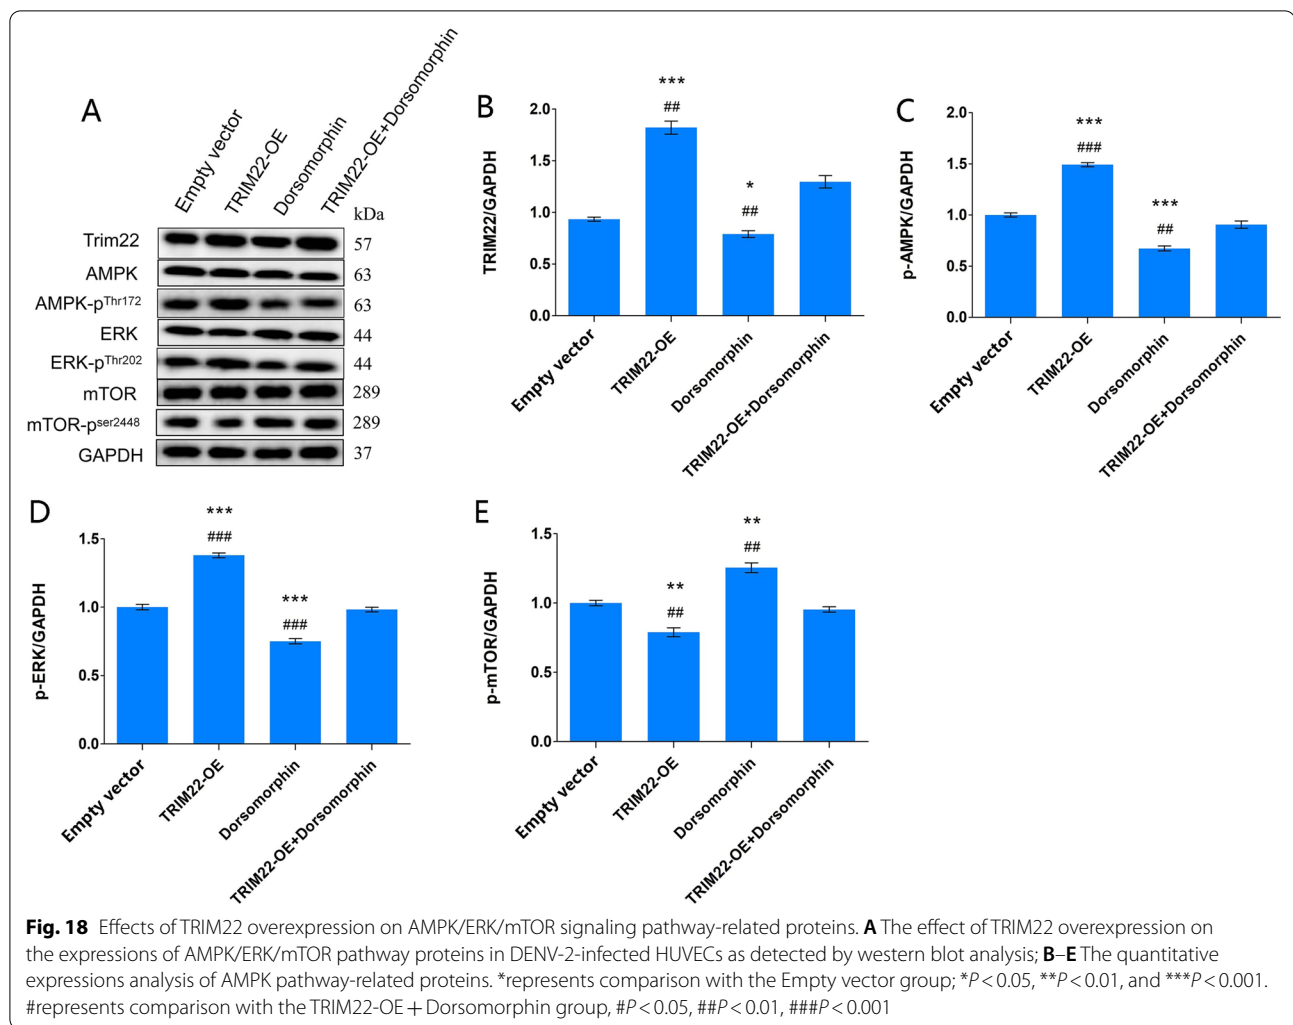 A
Empty vector
TRIM22-OE
Dorsomorphin
TRIM22-OE+Dorsomorphin
kDa
Trim22 57
AMPK 63
AMPK-pThr172 63
ERK 44
ERK-pThr202 44
mTOR 289
mTOR-pser2448 289
GAPDH 37
B
TRIM22/GAPDH
2.0
1.5
1.0
0.5
0.0
***
##
*
##
Empty vector
TRIM22-OE
Dorsomorphin
TRIM22-OE+Dorsomorphin
C
p-AMPK/GAPDH
2.0
1.5
1.0
0.5
0.0
***
###
***
##
Empty vector
TRIM22-OE
Dorsomorphin
TRIM22-OE+Dorsomorphin
D
p-ERK/GAPDH
1.5
1.0
0.5
0.0
***
###
***
###
Empty vector
TRIM22-OE
Dorsomorphin
TRIM22-OE+Dorsomorphin
E
p-mTOR/GAPDH
1.5
1.0
0.5
0.0
**
##
**
##
Empty vector
TRIM22-OE
Dorsomorphin
TRIM22-OE+Dorsomorphin
Fig. 18 Effects of TRIM22 overexpression on AMPK/ERK/mTOR signaling pathway-related proteins. A The effect of TRIM22 overexpression on
the expressions of AMPK/ERK/mTOR pathway proteins in DENV-2-infected HUVECs as detected by western blot analysis; B–E The quantitative
expressions analysis of AMPK pathway-related proteins. *represents comparison with the Empty vector group; *P < 0.05, **P < 0.01, and ***P < 0.001.
#represents comparison with the TRIM22-OE + Dorsomorphin group, #P < 0.05, ##P < 0.01, ###P < 0.001